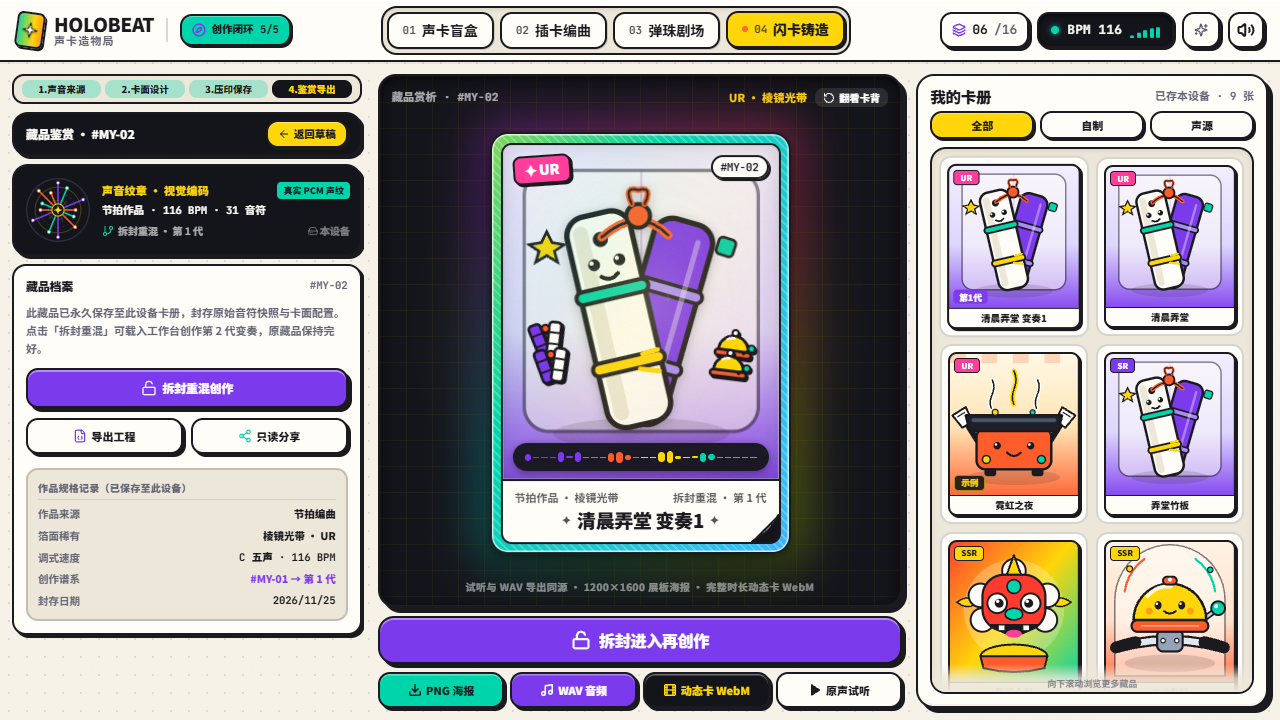 HOLOBEAT
声卡造物局
创作闭环 5/5
01 声卡盲盒
02 插卡编曲
03 弹珠剧场
04 闪卡铸造
06 /16
BPM 116
1.声音来源
2.卡面设计
3.压印保存
4.鉴赏导出
藏品鉴赏 · #MY-02
返回草稿
声音纹章 · 视觉编码
真实 PCM 声纹
节拍作品 · 116 BPM · 31 音符
拆封重混 · 第 1 代
本设备
藏品档案
#MY-02
此藏品已永久保存至此设备卡册，封存原始音符快照与卡面配置。
点击「拆封重混」可载入工作台创作第 2 代变奏，原藏品保持完
好。
拆封重混创作
导出工程
只读分享
作品规格记录（已保存至此设备）
作品来源
节拍编曲
箔面稀有
棱镜光带 · UR
调式速度
C 五声 · 116 BPM
创作谱系
#MY-01 → 第 1 代
封存日期
2026/11/25
藏品赏析 · #MY-02
UR · 棱镜光带
翻看卡背
UR
#MY-02
节拍作品 · 棱镜光带
拆封重混 · 第 1 代
清晨弄堂 变奏1
试听与 WAV 导出同源 · 1200×1600 展板海报 · 完整时长动态卡 WebM
拆封进入再创作
PNG 海报
WAV 音频
动态卡 WebM
原声试听
我的卡册
已存本设备 · 9 张
全部
自制
声源
UR
第1代
清晨弄堂 变奏1
UR
清晨弄堂
UR
示例
霓虹之夜
SR
弄堂竹板
SSR
SSR
向下滚动浏览更多藏品